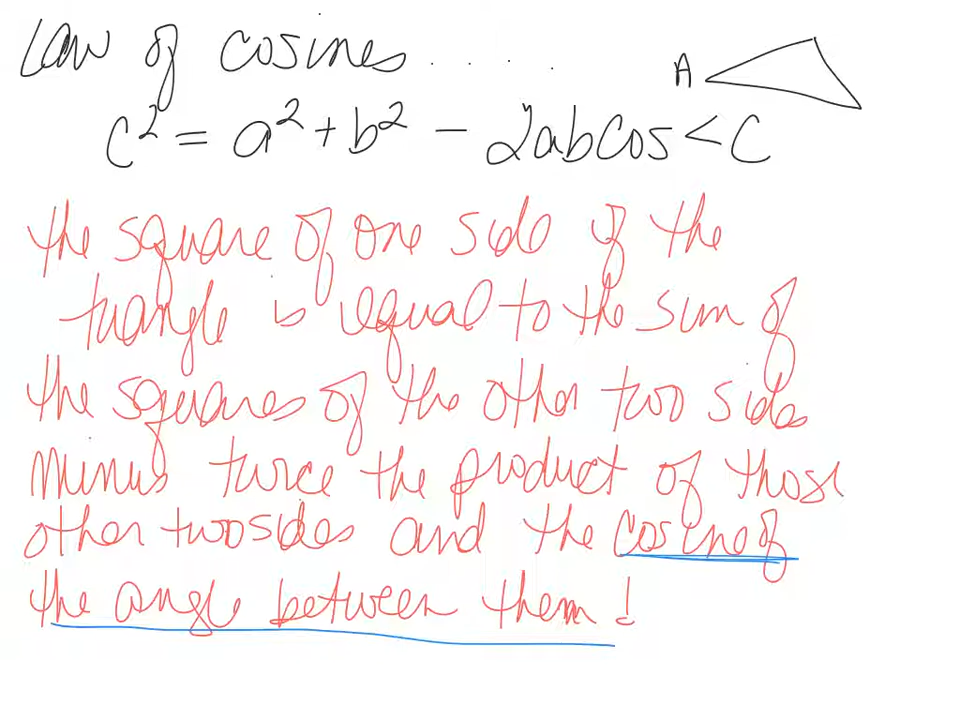 Law of cosines.....
A
c² = a² + b² - 2abcos<C
the square of one side of the
triangle is equal to the sum of
the squares of the other two sides
minus twice the product of those
other two sides and the cosine of
the angle between them!